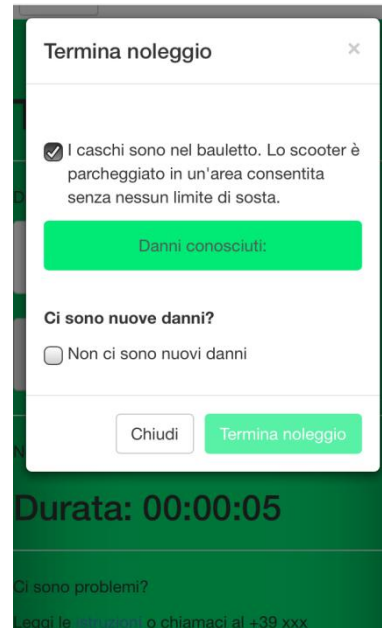 Termina noleggio ×
I caschi sono nel bauletto. Lo scooter è
parcheggiato in un'area consentita
senza nessun limite di sosta.
Danni conosciuti:
Ci sono nuove danni?
Non ci sono nuovi danni
Chiudi Termina noleggio
Durata: 00:00:05
Ci sono problemi?
Leggi le istruzioni o chiamaci al +39 xxx